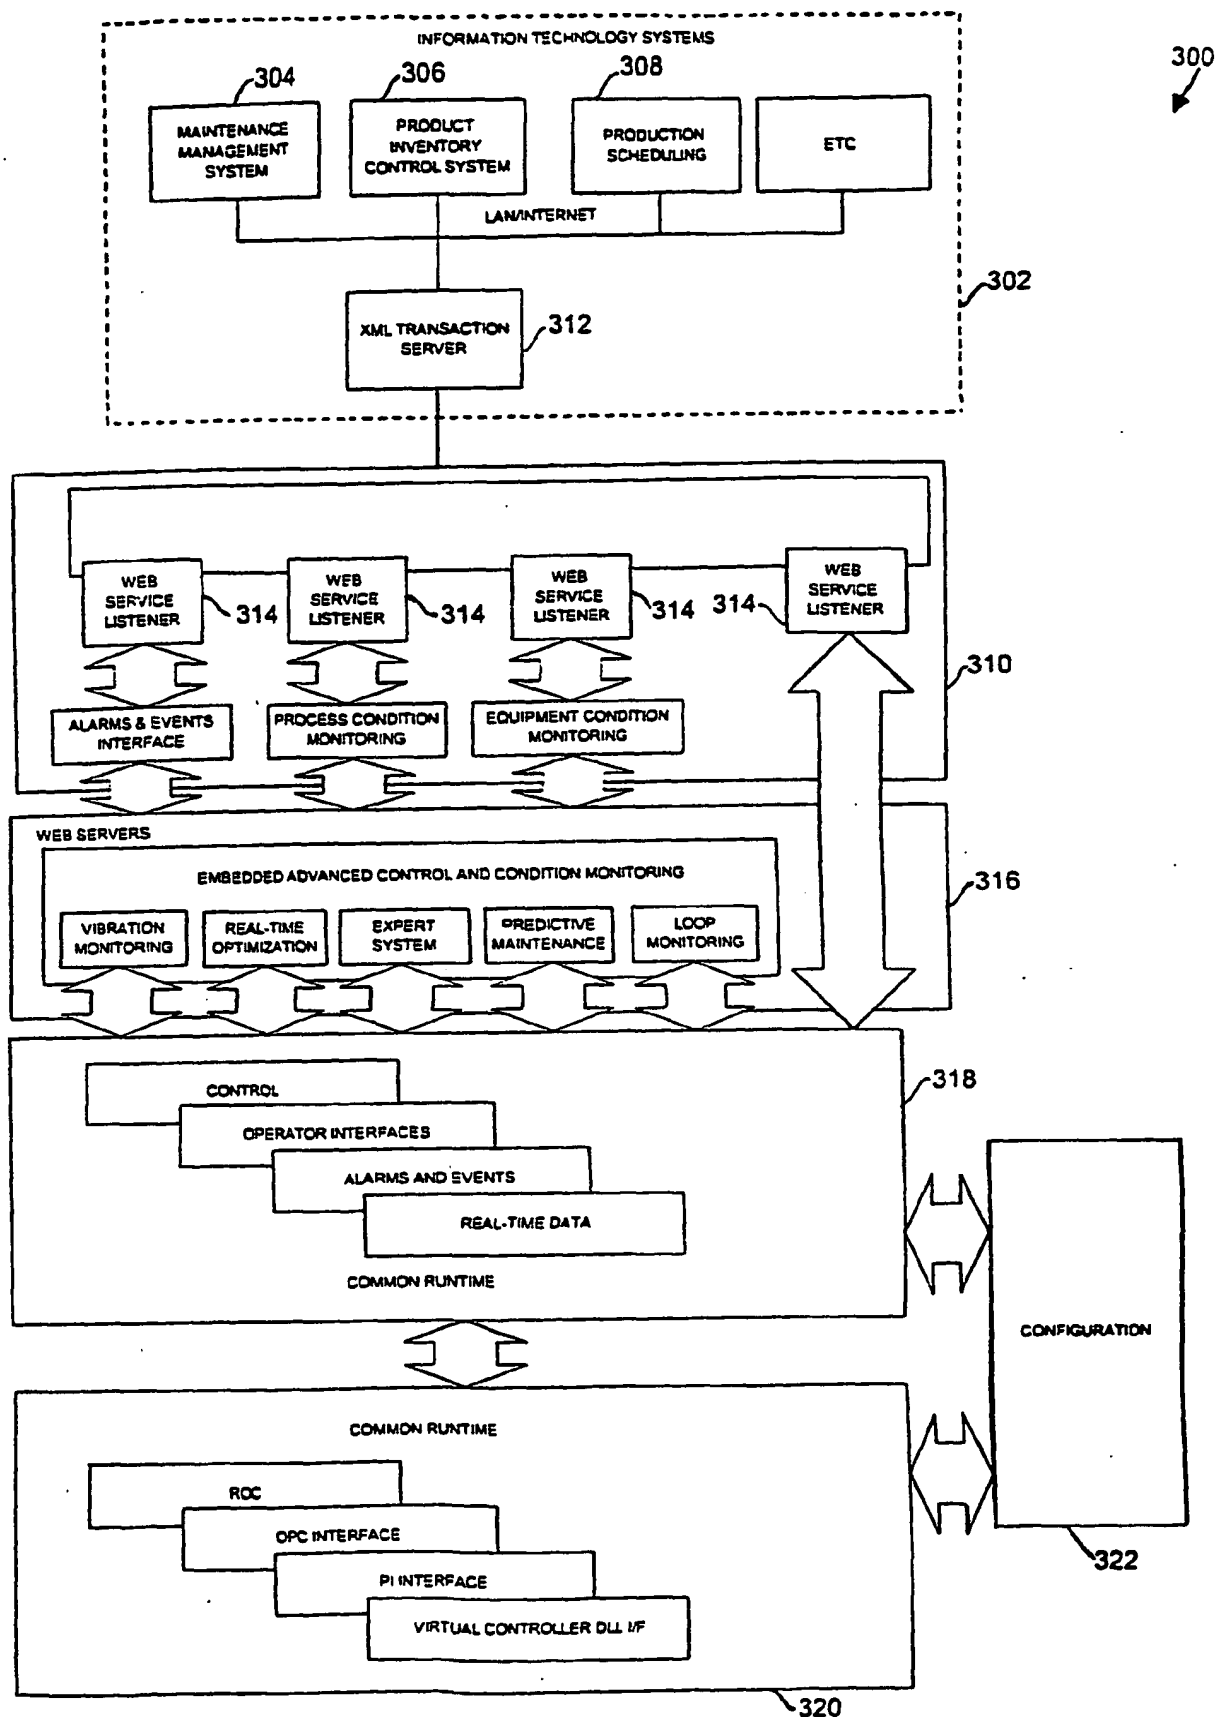 INFORMATION TECHNOLOGY SYSTEMS
300
304
306
308
MAINTENANCE
MANAGEMENT
SYSTEM
PRODUCT
INVENTORY
CONTROL SYSTEM
PRODUCTION
SCHEDULING
ETC
LAN/INTERNET
302
XML TRANSACTION
SERVER
312
WEB
SERVICE
LISTENER
314
WEB
SERVICE
LISTENER
314
WEB
SERVICE
LISTENER
314
314
WEB
SERVICE
LISTENER
310
ALARMS & EVENTS
INTERFACE
PROCESS CONDITION
MONITORING
EQUIPMENT CONDITION
MONITORING
WEB SERVERS
EMBEDDED ADVANCED CONTROL AND CONDITION MONITORING
316
VIBRATION
MONITORING
REAL-TIME
OPTIMIZATION
EXPERT
SYSTEM
PREDICTIVE
MAINTENANCE
LOOP
MONITORING
318
CONTROL
OPERATOR INTERFACES
ALARMS AND EVENTS
REAL-TIME DATA
COMMON RUNTIME
CONFIGURATION
COMMON RUNTIME
ROC
OPC INTERFACE
PI INTERFACE
VIRTUAL CONTROLLER DLL I/F
322
320